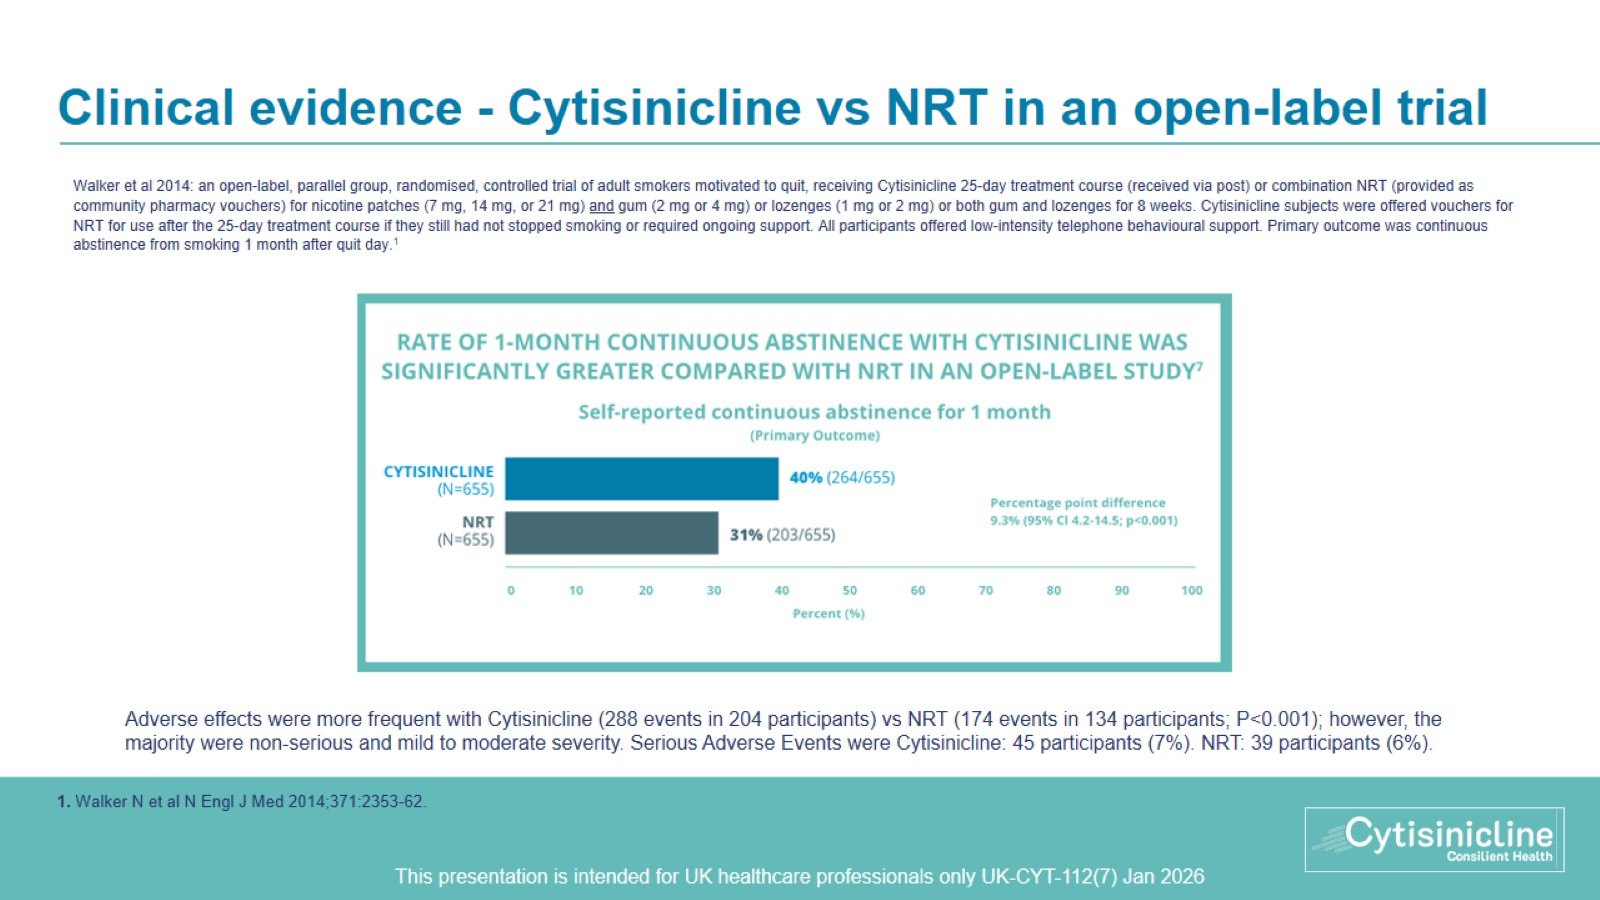 Clinical evidence - Cytisinicline vs NRT in an open-label trial
Walker et al 2014: an open-label, parallel group, randomised, controlled trial of adult smokers motivated to quit, receiving Cytisinicline 25-day treatment course (received via post) or combination NRT (provided as
community pharmacy vouchers) for nicotine patches (7 mg, 14 mg, or 21 mg) and gum (2 mg or 4 mg) or lozenges (1 mg or 2 mg) or both gum and lozenges for 8 weeks. Cytisinicline subjects were offered vouchers for
NRT for use after the 25-day treatment course if they still had not stopped smoking or required ongoing support. All participants offered low-intensity telephone behavioural support. Primary outcome was continuous
abstinence from smoking 1 month after quit day.¹
RATE OF 1-MONTH CONTINUOUS ABSTINENCE WITH CYTISINICLINE WAS
SIGNIFICANTLY GREATER COMPARED WITH NRT IN AN OPEN-LABEL STUDY⁷
Self-reported continuous abstinence for 1 month
(Primary Outcome)
CYTISINICLINE
(N=655)
40% (264/655)
NRT
(N=655)
31% (203/655)
Percentage point difference
9.3% (95% CI 4.2-14.5; p<0.001)
0 10 20 30 40 50 60 70 80 90 100
Percent (%)
Adverse effects were more frequent with Cytisinicline (288 events in 204 participants) vs NRT (174 events in 134 participants; P<0.001); however, the
majority were non-serious and mild to moderate severity. Serious Adverse Events were Cytisinicline: 45 participants (7%). NRT: 39 participants (6%).
1. Walker N et al N Engl J Med 2014;371:2353-62.
Cytisinicline
Consilient Health
This presentation is intended for UK healthcare professionals only UK-CYT-112(7) Jan 2026